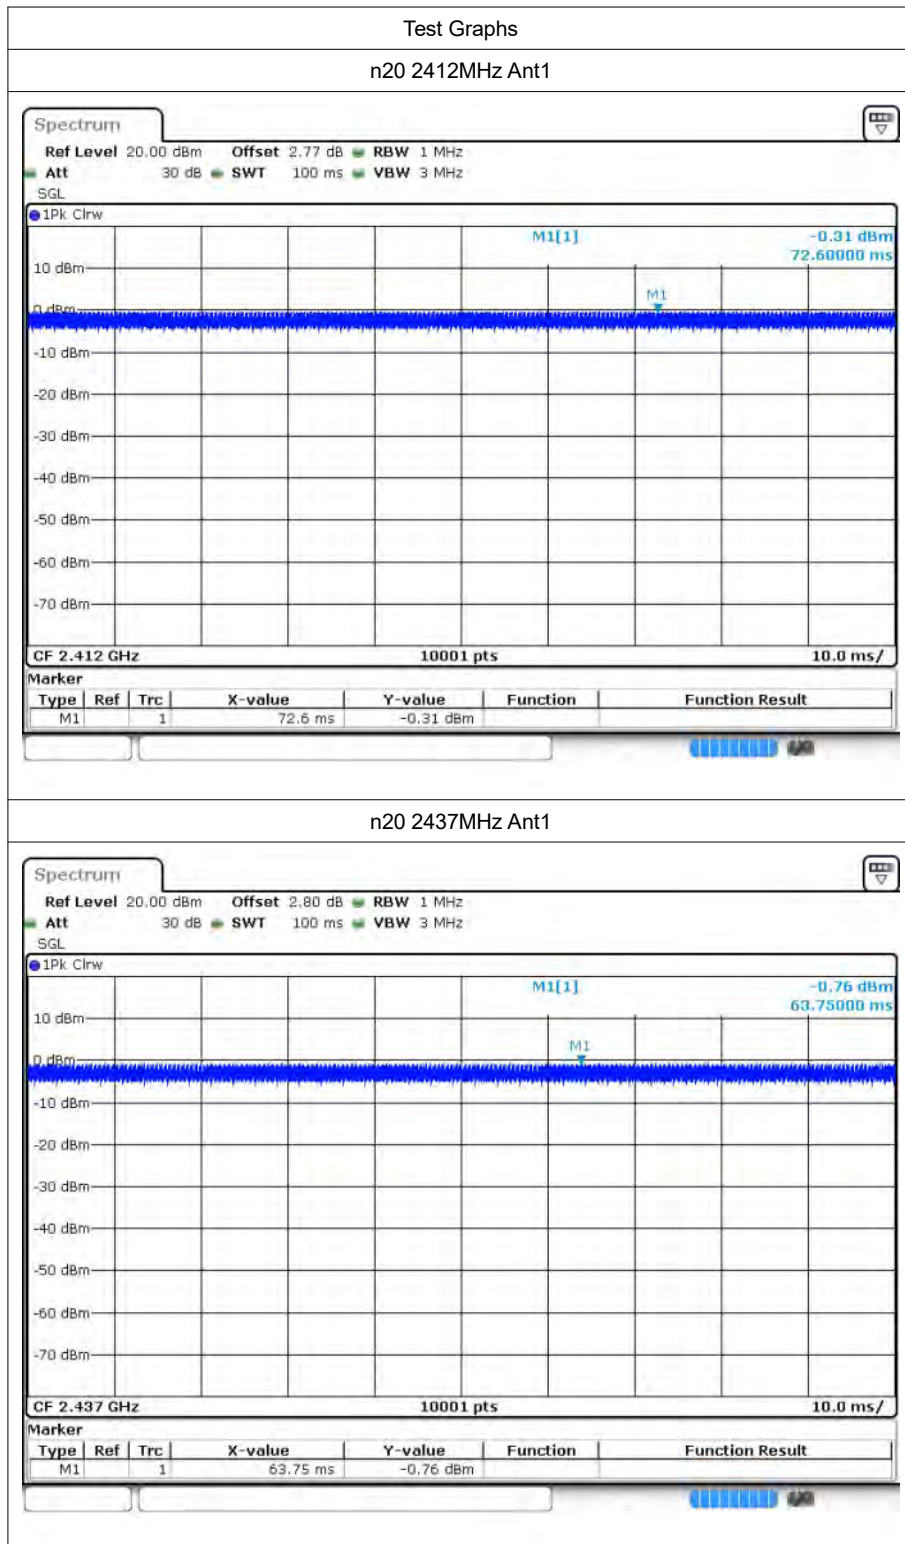 Test Graphs
n20 2412MHz Ant1
Spectrum
Ref Level 20.00 dBm Offset 2.77 dB RBW 1 MHz
Att 30 dB SWT 100 ms VBW 3 MHz
SGL
1Pk Clrw
M1[1] -0.31 dBm
72.60000 ms
10 dBm
M1
0 dBm
-10 dBm
-20 dBm
-30 dBm
-40 dBm
-50 dBm
-60 dBm
-70 dBm
CF 2.412 GHz 10001 pts 10.0 ms/
Marker
Type Ref Trc X-value Y-value Function Function Result
M1 1 72.6 ms -0.31 dBm
n20 2437MHz Ant1
Spectrum
Ref Level 20.00 dBm Offset 2.80 dB RBW 1 MHz
Att 30 dB SWT 100 ms VBW 3 MHz
SGL
1Pk Clrw
M1[1] -0.76 dBm
63.75000 ms
10 dBm
M1
0 dBm
-10 dBm
-20 dBm
-30 dBm
-40 dBm
-50 dBm
-60 dBm
-70 dBm
CF 2.437 GHz 10001 pts 10.0 ms/
Marker
Type Ref Trc X-value Y-value Function Function Result
M1 1 63.75 ms -0.76 dBm